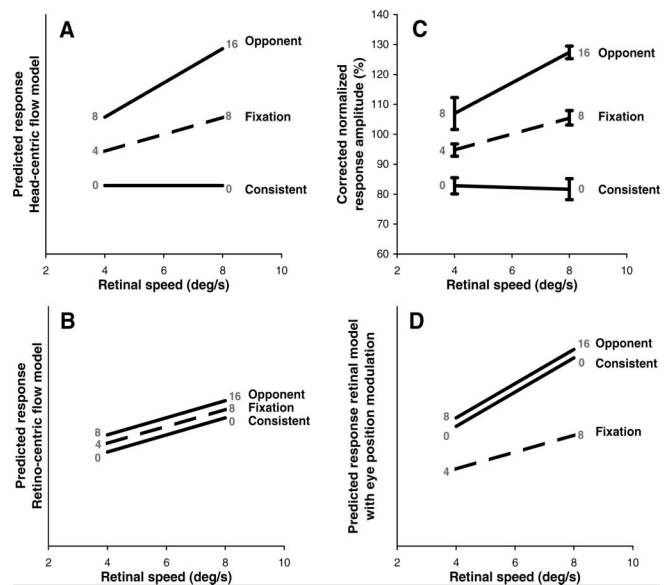 A
Predicted response
Head-centric flow model
16
Opponent
8
8
Fixation
4
0
0
Consistent
2
4
6
8
10
Retinal speed (deg/s)
C
Corrected normalized
response amplitude (%)
140
130
120
110
100
90
80
70
60
16
Opponent
8
8
Fixation
4
0
0
Consistent
2
4
6
8
10
Retinal speed (deg/s)
B
Predicted response
Retino-centric flow model
16
Opponent
8
8
Fixation
4
0
Consistent
0
2
4
6
8
10
Retinal speed (deg/s)
D
Predicted response retinal model
with eye position modulation
16
Opponent
0
Consistent
8
0
8
Fixation
4
2
4
6
8
10
Retinal speed (deg/s)